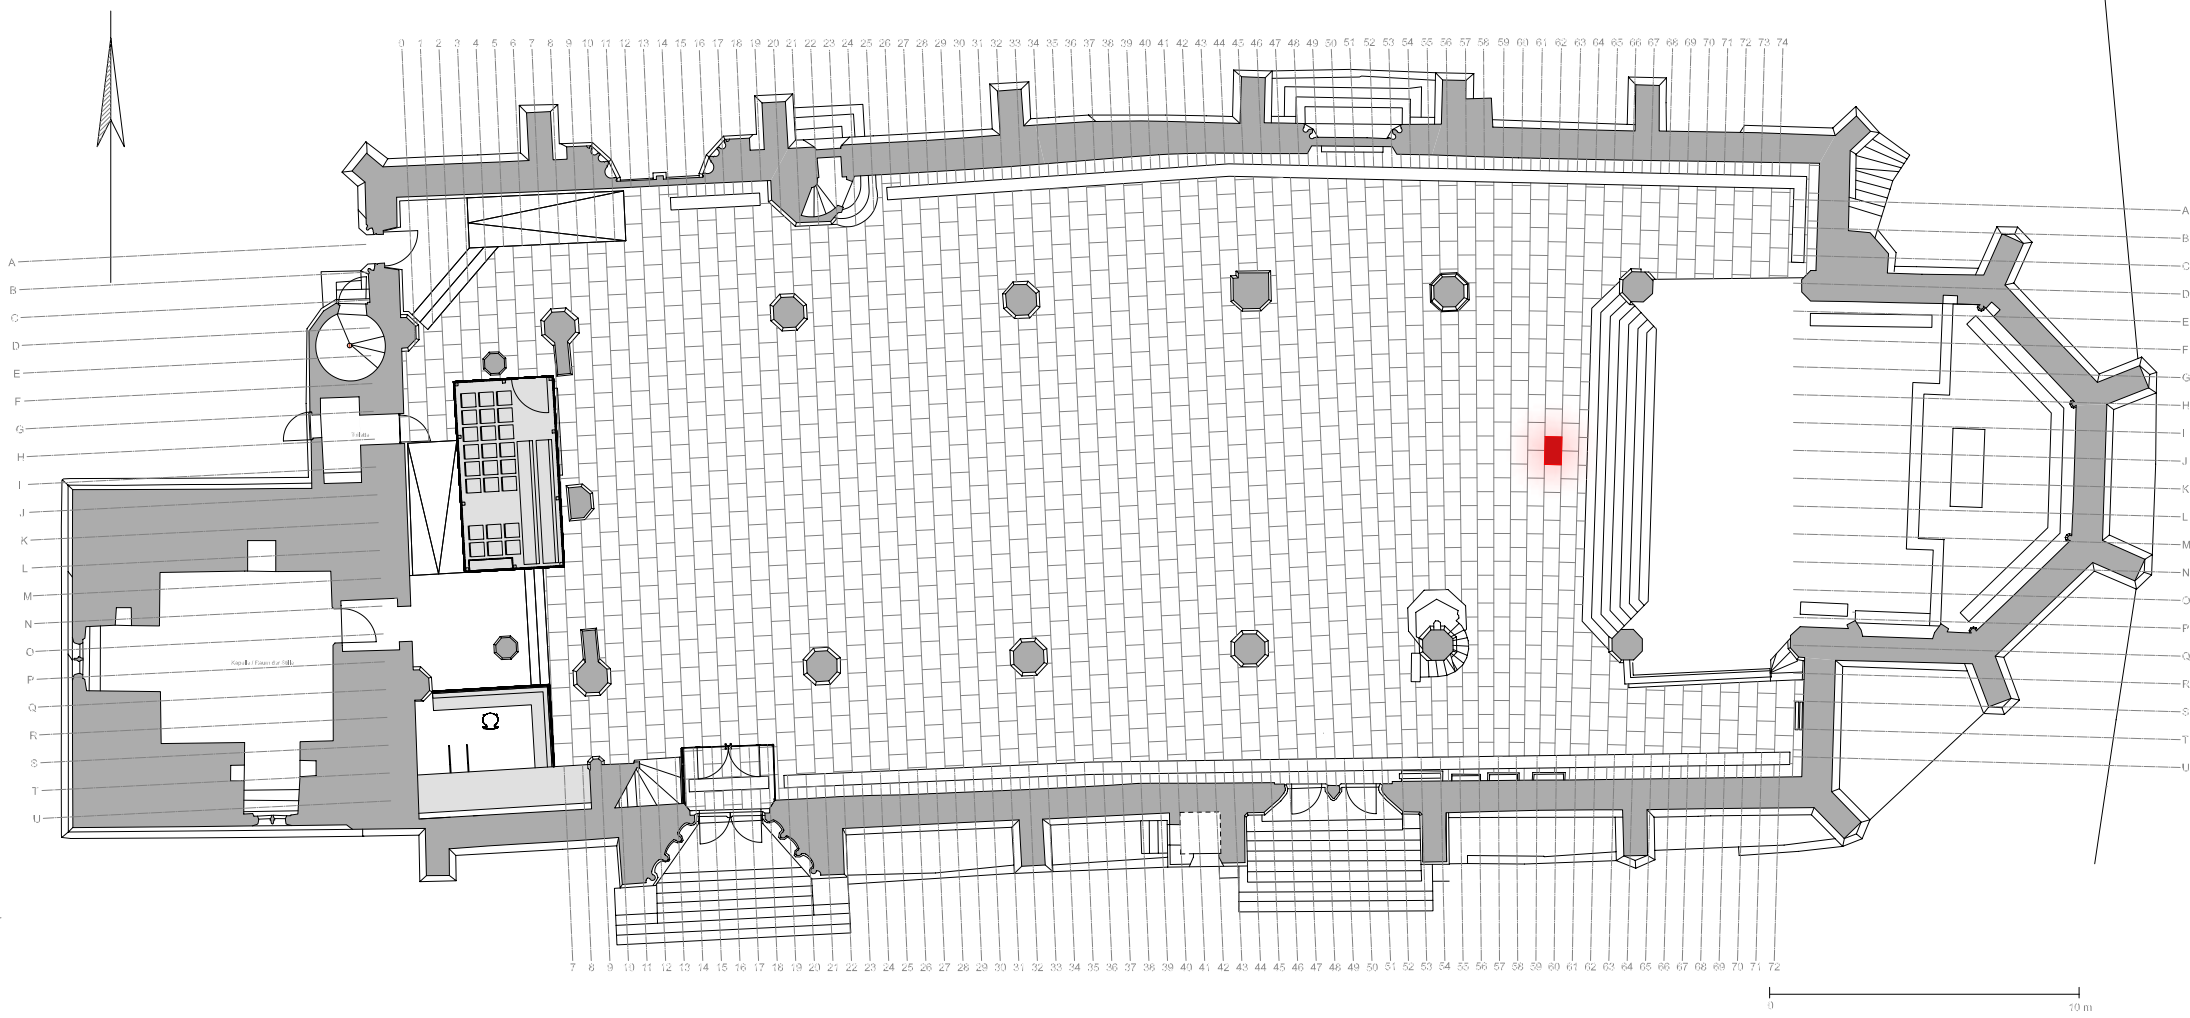 0 1 2 3 4 5 6 7 8 9 10 11 12 13 14 15 16 17 18 19 20 21 22 23 24 25 26 27 28 29 30 31 32 33 34 35 36 37 38 39 40 41 42 43 44 45 46 47 48 49 50 51 52 53 54 55 56 57 58 59 60 61 62 63 64 65 66 67 68 69 70 71 72 73 74
A
B
C
D
E
F
G
H
I
J
K
L
M
N
O
P
Q
R
S
T
U
A
B
C
D
E
F
G
H
I
J
K
L
M
N
O
P
Q
R
S
T
U
7 8 9 10 11 12 13 14 15 16 17 18 19 20 21 22 23 24 25 26 27 28 29 30 31 32 33 34 35 36 37 38 39 40 41 42 43 44 45 46 47 48 49 50 51 52 53 54 55 56 57 58 59 60 61 62 63 64 65 66 67 68 69 70 71 72
0 10 m